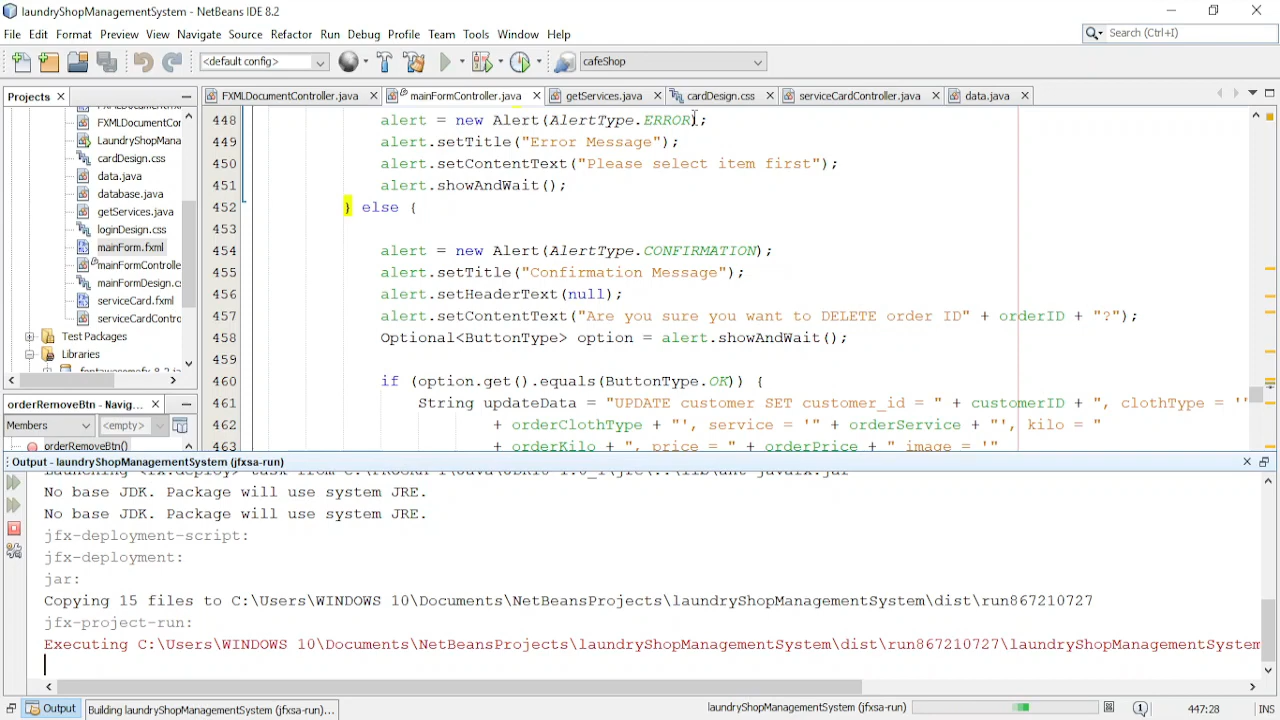 laundryShopManagementSystem - NetBeans IDE 8.2
File Edit Format Preview View Navigate Source Refactor Run Debug Profile Team Tools Window Help
Search (Ctrl+I)
<default config>
cafeShop
Projects
FXMLDocumentController.java
mainFormController.java
getServices.java
cardDesign.css
serviceCardController.java
data.java
FXMLDocumentCor
LaundryShopMana
cardDesign.css
data.java
database.java
getServices.java
loginDesign.css
mainForm.fxml
mainFormControlle
mainFormDesign.cs
serviceCard.fxml
serviceCardContro
Test Packages
Libraries
448 alert = new Alert(AlertType.ERROR);
449 alert.setTitle("Error Message");
450 alert.setContentText("Please select item first");
451 alert.showAndWait();
452 } else {
453
454 alert = new Alert(AlertType.CONFIRMATION);
455 alert.setTitle("Confirmation Message");
456 alert.setHeaderText(null);
457 alert.setContentText("Are you sure you want to DELETE order ID" + orderID + "?");
458 Optional<ButtonType> option = alert.showAndWait();
459
460 if (option.get().equals(ButtonType.OK)) {
461 String updateData = "UPDATE customer SET customer_id = " + customerID + ", clothType = '"
462 + orderClothType + "', service = '" + orderService + "', kilo = "
463 + orderKilo + ", price = " + orderPrice + " image = '"
orderRemoveBtn - Navig...
Members
<empty>
orderRemoveBtn()
Output - laundryShopManagementSystem (jfxsa-run)
No base JDK. Package will use system JRE.
No base JDK. Package will use system JRE.
jfx-deployment-script:
jfx-deployment:
jar:
Copying 15 files to C:\Users\WINDOWS 10\Documents\NetBeansProjects\laundryShopManagementSystem\dist\run867210727
jfx-project-run:
Executing C:\Users\WINDOWS 10\Documents\NetBeansProjects\laundryShopManagementSystem\dist\run867210727\laundryShopManagementSystem
Output
Building laundryShopManagementSystem (jfxsa-run)...
laundryShopManagementSystem (jfxsa-run)
1
447:28
INS